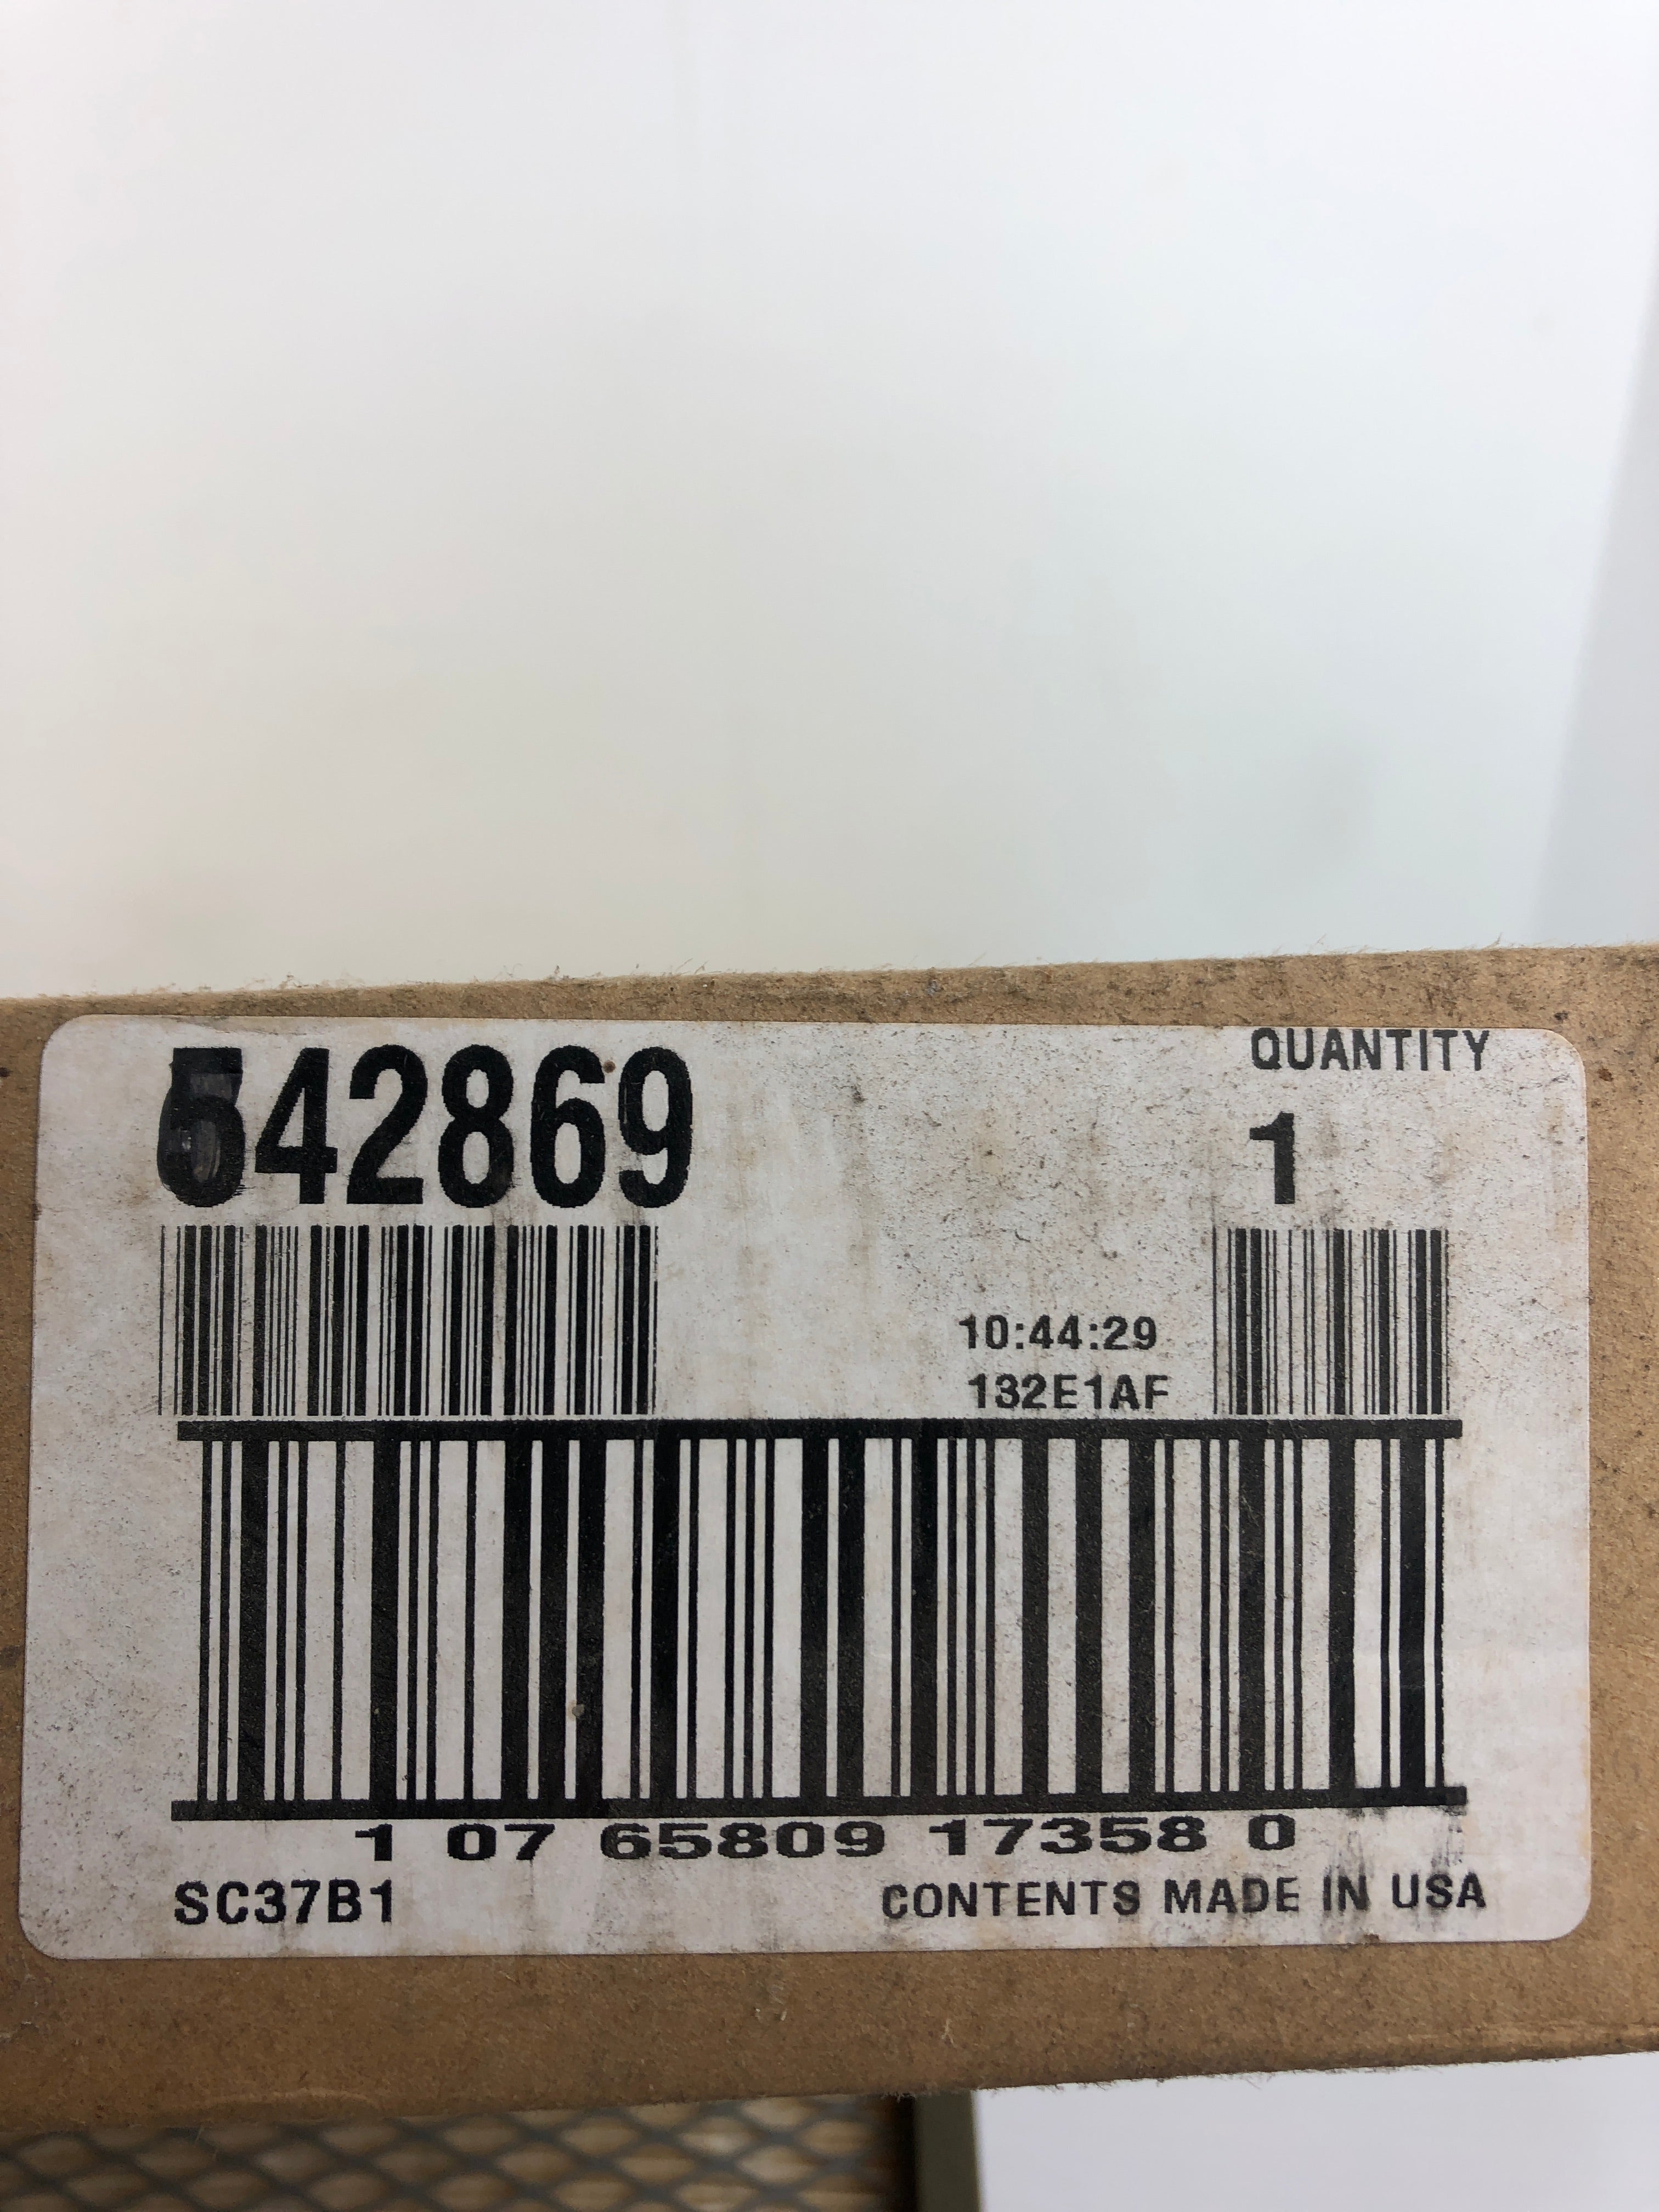 542869
QUANTITY
1
10:44:29
132E1AF
1 07 65809 17358 0
SC37B1
CONTENTS MADE IN USA